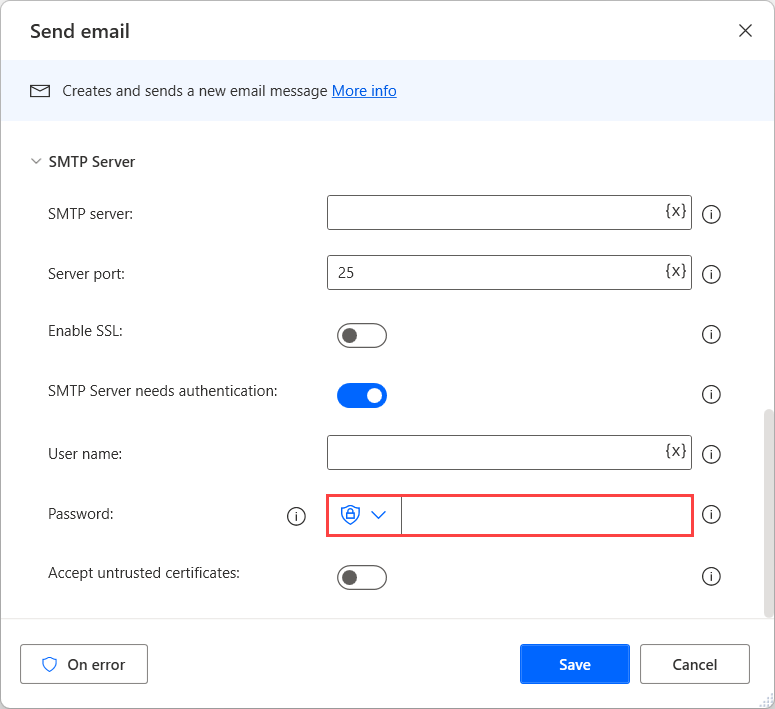 Send email
Creates and sends a new email message More info
SMTP Server
SMTP server: {x}
Server port: 25 {x}
Enable SSL:
SMTP Server needs authentication:
User name: {x}
Password:
Accept untrusted certificates:
On error Save Cancel